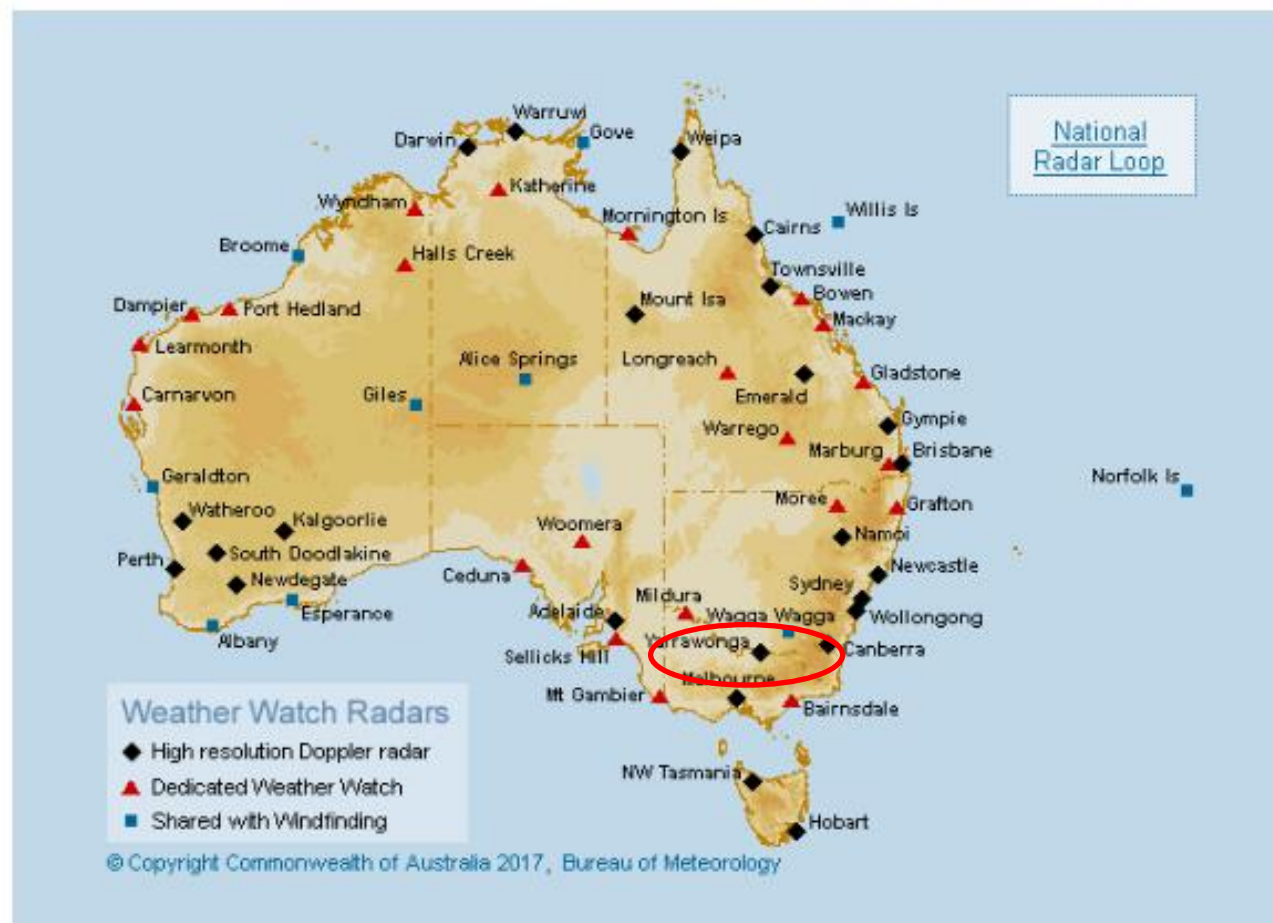 Warruwi
Darwin
Gove
Weipa
National
Radar Loop
Katherine
Wyndham
Mornington Is
Willis Is
Cairns
Broome
Halls Creek
Townsville
Mount Isa
Bowen
Dampier
Port Hedland
Mackay
Learmonth
Alice Springs
Longreach
Gladstone
Carnarvon
Giles
Emerald
Gympie
Warrego
Marburg
Brisbane
Geraldton
Norfolk Is
Watheroo
Moree
Grafton
Kalgoorlie
Woomera
Namoi
South Doodlakine
Perth
Ceduna
Newcastle
Newdegate
Sydney
Mildura
Esperance
Adelaide
Wagga Wagga
Wollongong
Albany
Yarrawonga
Canberra
Sellicks Hill
Melbourne
Mt Gambier
Bairnsdale
Weather Watch Radars
High resolution Doppler radar
NW Tasmania
Dedicated Weather Watch
Shared with Windfinding
Hobart
© Copyright Commonwealth of Australia 2017, Bureau of Meteorology